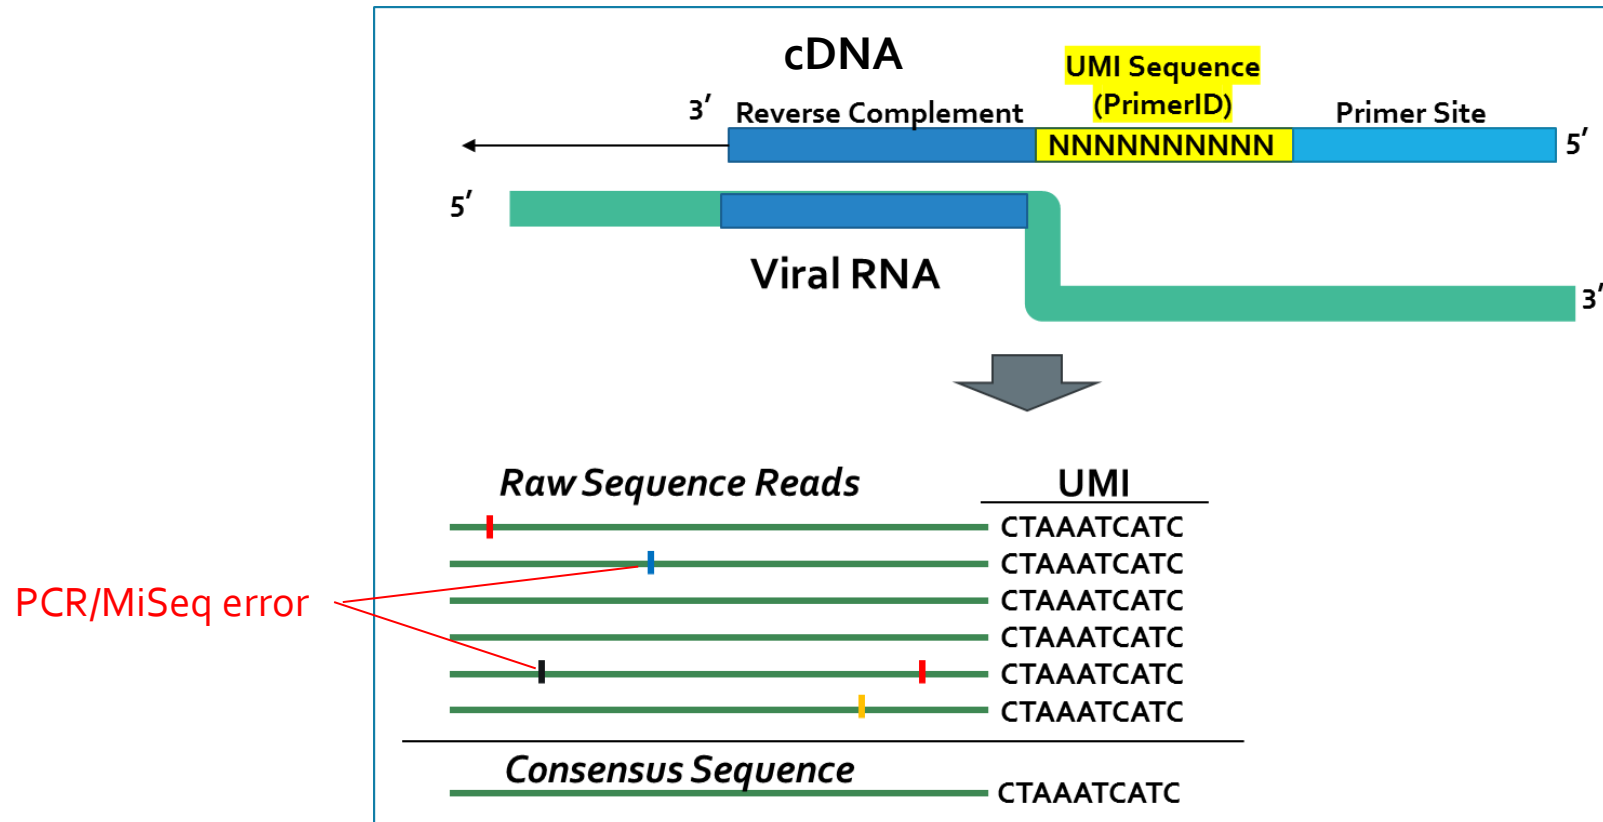 cDNA
UMI Sequence
(PrimerID)
3′
Reverse Complement
Primer Site
NNNNNNNNNN
5′
5′
Viral RNA
3′
Raw Sequence Reads
UMI
CTAAATCATC
CTAAATCATC
CTAAATCATC
PCR/MiSeq error
CTAAATCATC
CTAAATCATC
CTAAATCATC
Consensus Sequence
CTAAATCATC